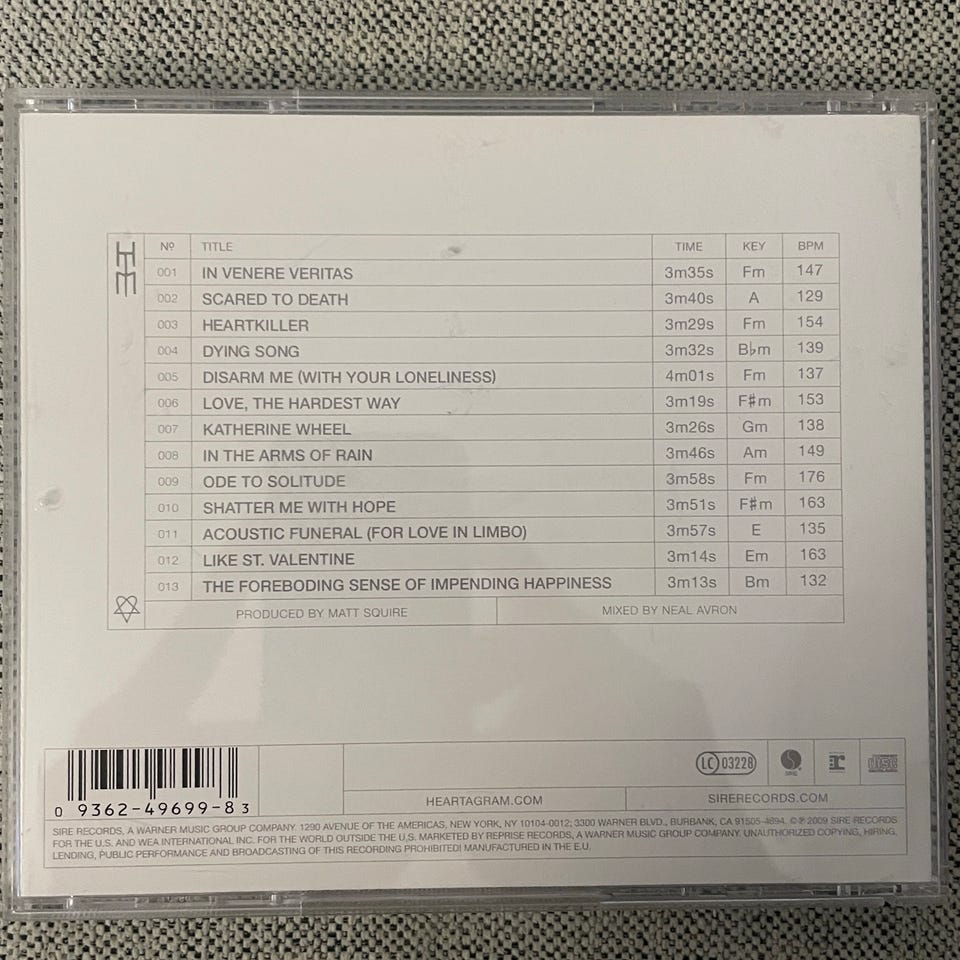 HIM
Nº TITLE TIME KEY BPM
001 IN VENERE VERITAS 3m35s Fm 147
002 SCARED TO DEATH 3m40s A 129
003 HEARTKILLER 3m29s Fm 154
004 DYING SONG 3m32s B♭m 139
005 DISARM ME (WITH YOUR LONELINESS) 4m01s Fm 137
006 LOVE, THE HARDEST WAY 3m19s F♯m 153
007 KATHERINE WHEEL 3m26s Gm 138
008 IN THE ARMS OF RAIN 3m46s Am 149
009 ODE TO SOLITUDE 3m58s Fm 176
010 SHATTER ME WITH HOPE 3m51s F♯m 163
011 ACOUSTIC FUNERAL (FOR LOVE IN LIMBO) 3m57s E 135
012 LIKE ST. VALENTINE 3m14s Em 163
013 THE FOREBODING SENSE OF IMPENDING HAPPINESS 3m13s Bm 132
PRODUCED BY MATT SQUIRE MIXED BY NEAL AVRON
LC 03228
SIRE
0 9362-49699-8 3
HEARTAGRAM.COM SIRERECORDS.COM
SIRE RECORDS, A WARNER MUSIC GROUP COMPANY. 1290 AVENUE OF THE AMERICAS, NEW YORK, NY 10104-0012; 3300 WARNER BLVD., BURBANK, CA 91505-4694. ©℗ 2009 SIRE RECORDS
FOR THE U.S. AND WEA INTERNATIONAL INC. FOR THE WORLD OUTSIDE THE U.S. MARKETED BY REPRISE RECORDS, A WARNER MUSIC GROUP COMPANY. UNAUTHORIZED COPYING, HIRING,
LENDING, PUBLIC PERFORMANCE AND BROADCASTING OF THIS RECORDING PROHIBITED! MANUFACTURED IN THE E.U.